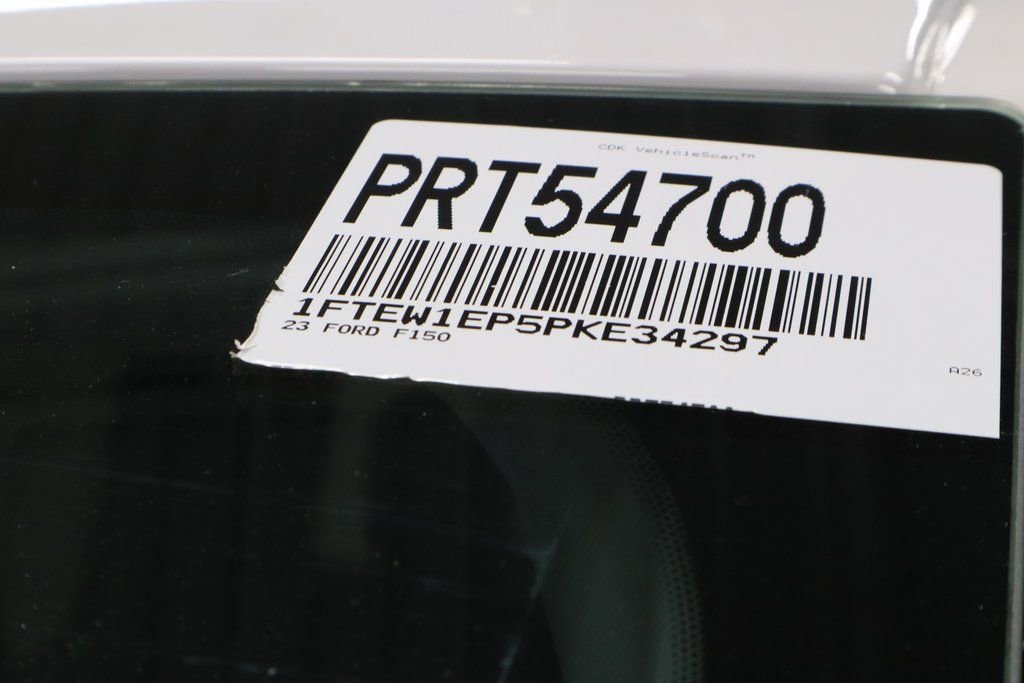 CDK VehicleScan™
PRT54700
1FTEW1EP5PKE34297
23 FORD F150
A26